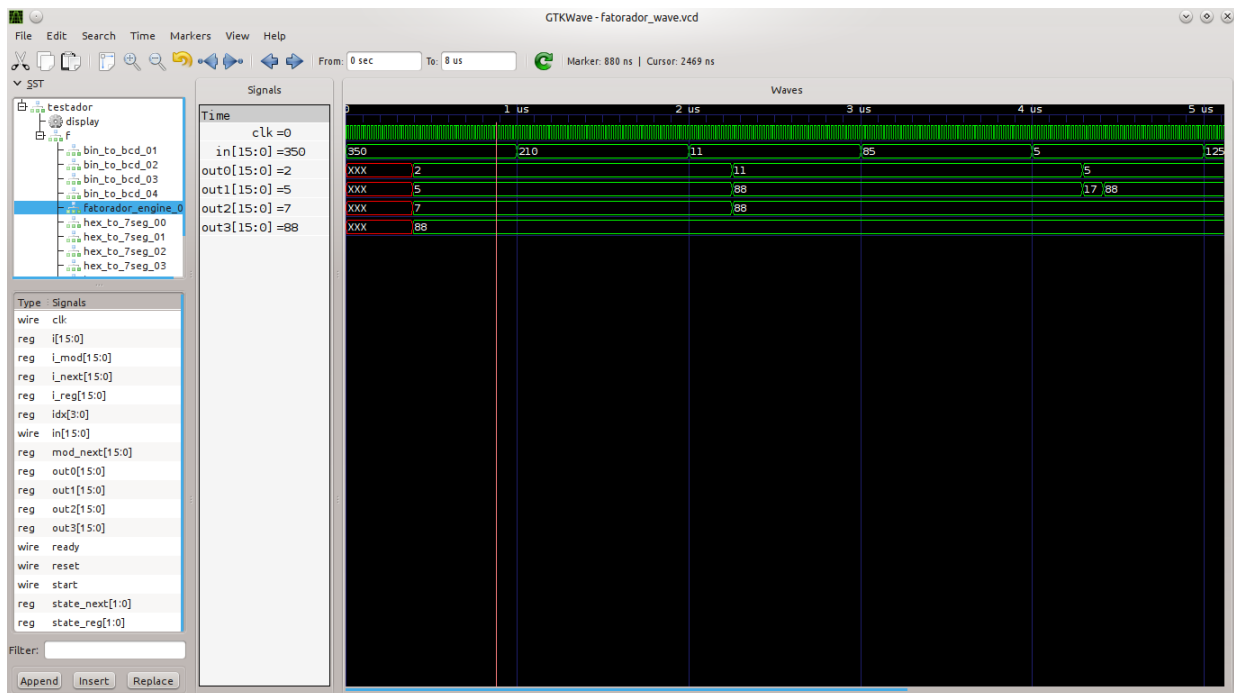 GTKWave - fatorador_wave.vcd
File Edit Search Time Markers View Help
From: 0 sec To: 8 us Marker: 880 ns | Cursor: 2469 ns
SST
testador
display
f
bin_to_bcd_01
bin_to_bcd_02
bin_to_bcd_03
bin_to_bcd_04
fatorador_engine_0
hex_to_7seg_00
hex_to_7seg_01
hex_to_7seg_02
hex_to_7seg_03
Type Signals
wire clk
reg i[15:0]
reg i_mod[15:0]
reg i_next[15:0]
reg i_reg[15:0]
reg idx[3:0]
wire in[15:0]
reg mod_next[15:0]
reg out0[15:0]
reg out1[15:0]
reg out2[15:0]
reg out3[15:0]
wire ready
wire reset
wire start
reg state_next[1:0]
reg state_reg[1:0]
Filter:
Append Insert Replace
Signals
Time
clk=0
in[15:0]=350
out0[15:0]=2
out1[15:0]=5
out2[15:0]=7
out3[15:0]=88
Waves
0 1 us 2 us 3 us 4 us 5 us
350 210 11 85 5 125
XXX 2 11 5
XXX 5 88 17 88
XXX 7 88
XXX 88